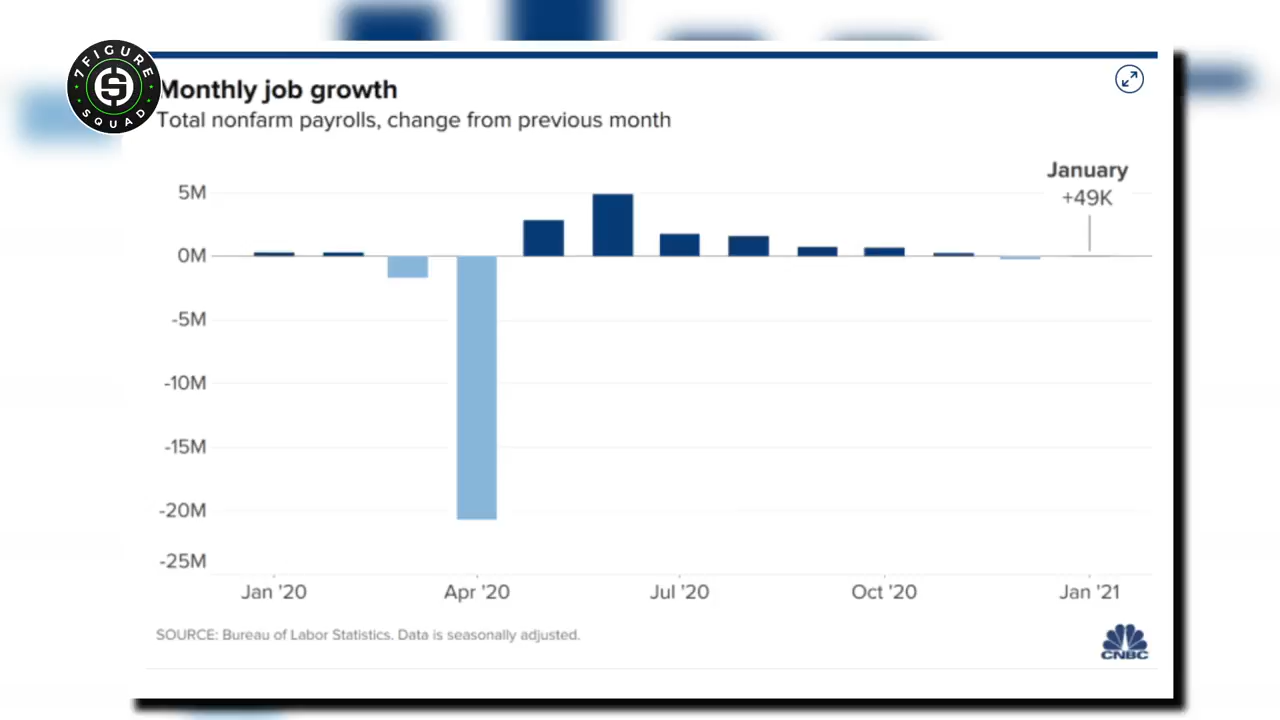 7FIGURE
SQUAD
Monthly job growth
Total nonfarm payrolls, change from previous month
January
+49K
5M
0M
-5M
-10M
-15M
-20M
-25M
Jan '20
Apr '20
Jul '20
Oct '20
Jan '21
SOURCE: Bureau of Labor Statistics. Data is seasonally adjusted.
CNBC